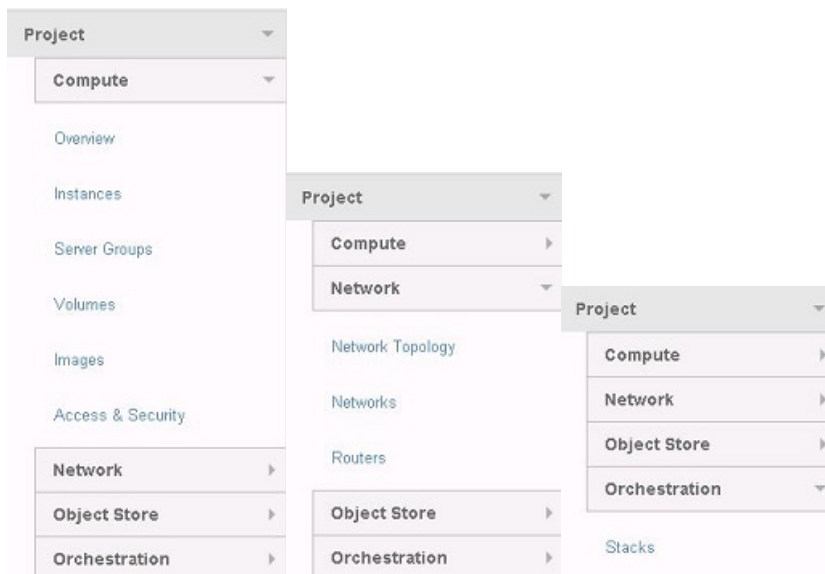 Project
Compute
Overview
Instances
Server Groups
Volumes
Images
Access & Security
Network
Object Store
Orchestration
Project
Compute
Network
Network Topology
Networks
Routers
Object Store
Orchestration
Project
Compute
Network
Object Store
Orchestration
Stacks